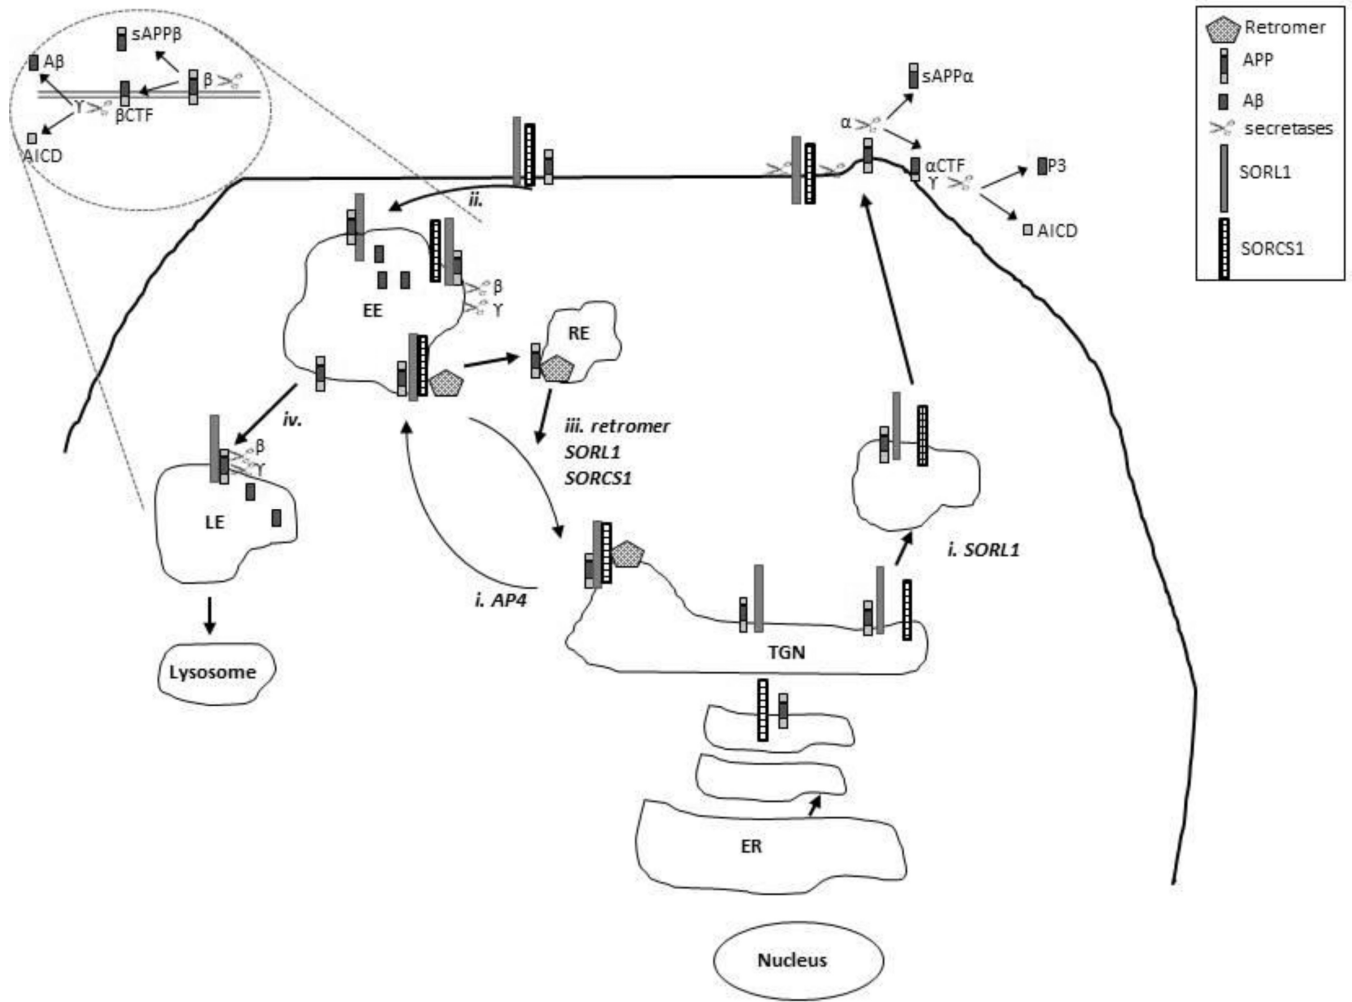 sAPPβ
Aβ
β
γ
βCTF
AICD
Retromer
APP
Aβ
secretases
SORL1
SORCS1
sAPPα
α
αCTF
γ
P3
AICD
ii.
EE
β
γ
RE
iv.
iii. retromer
SORL1
SORCS1
β
γ
LE
i. AP4
i. SORL1
TGN
Lysosome
ER
Nucleus